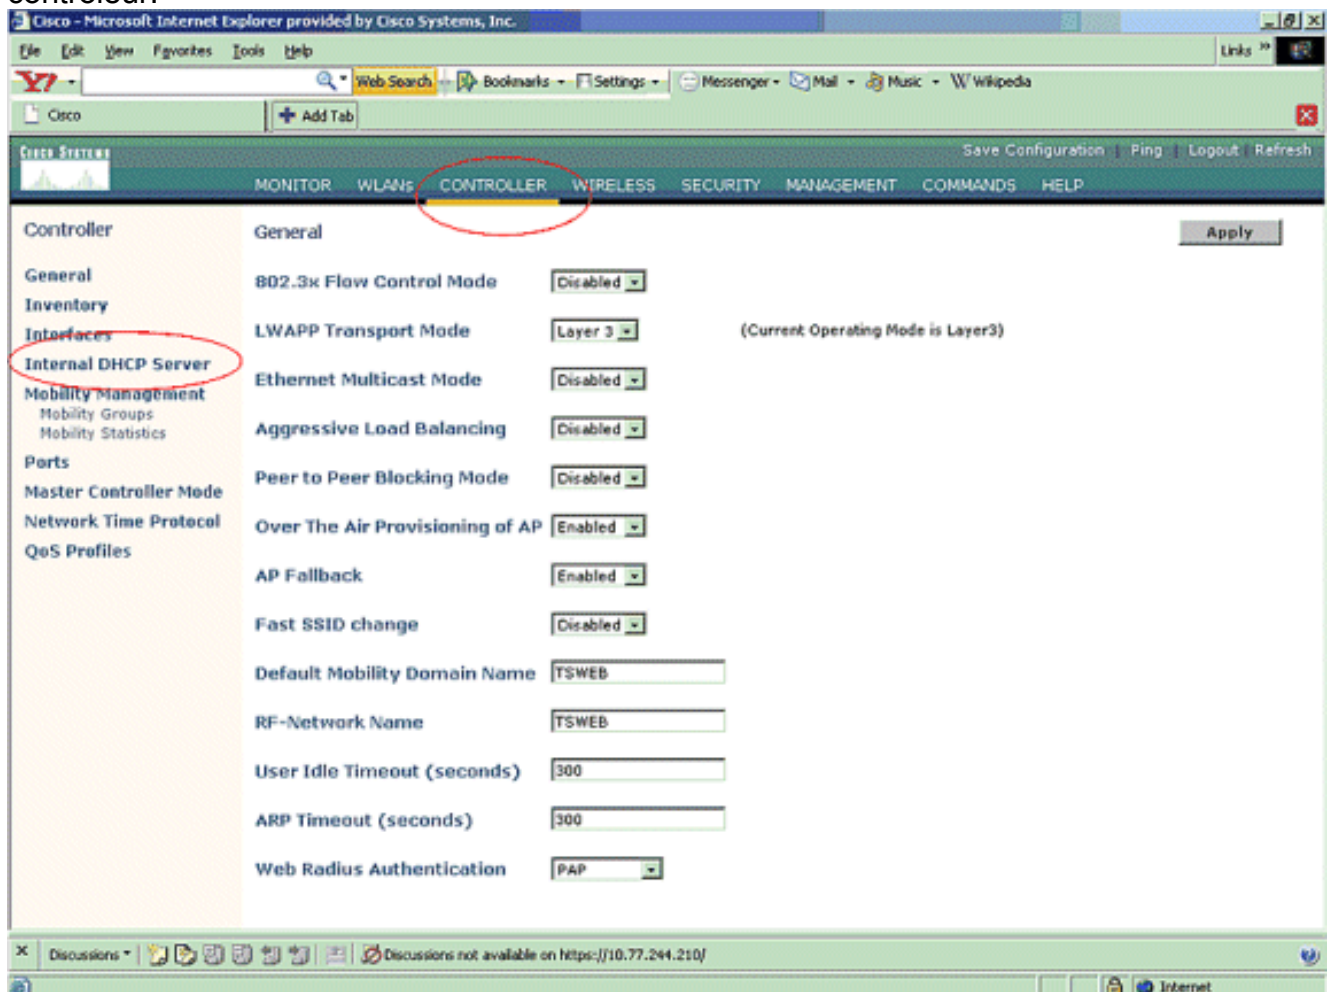 Cisco - Microsoft Internet Explorer provided by Cisco Systems, Inc.
File Edit View Favorites Tools Help Links »
Web Search Bookmarks Settings Messenger Mail Music W Wikipedia
Cisco Add Tab
CISCO SYSTEMS
Save Configuration | Ping | Logout | Refresh
MONITOR WLANs CONTROLLER WIRELESS SECURITY MANAGEMENT COMMANDS HELP
Controller
General
Inventory
Interfaces
Internal DHCP Server
Mobility Management
Mobility Groups
Mobility Statistics
Ports
Master Controller Mode
Network Time Protocol
QoS Profiles
General Apply
802.3x Flow Control Mode Disabled
LWAPP Transport Mode Layer 3 (Current Operating Mode is Layer3)
Ethernet Multicast Mode Disabled
Aggressive Load Balancing Disabled
Peer to Peer Blocking Mode Disabled
Over The Air Provisioning of AP Enabled
AP Fallback Enabled
Fast SSID change Disabled
Default Mobility Domain Name TSWEB
RF-Network Name TSWEB
User Idle Timeout (seconds) 300
ARP Timeout (seconds) 300
Web Radius Authentication PAP
Discussions Discussions not available on https://10.77.244.210/
Internet